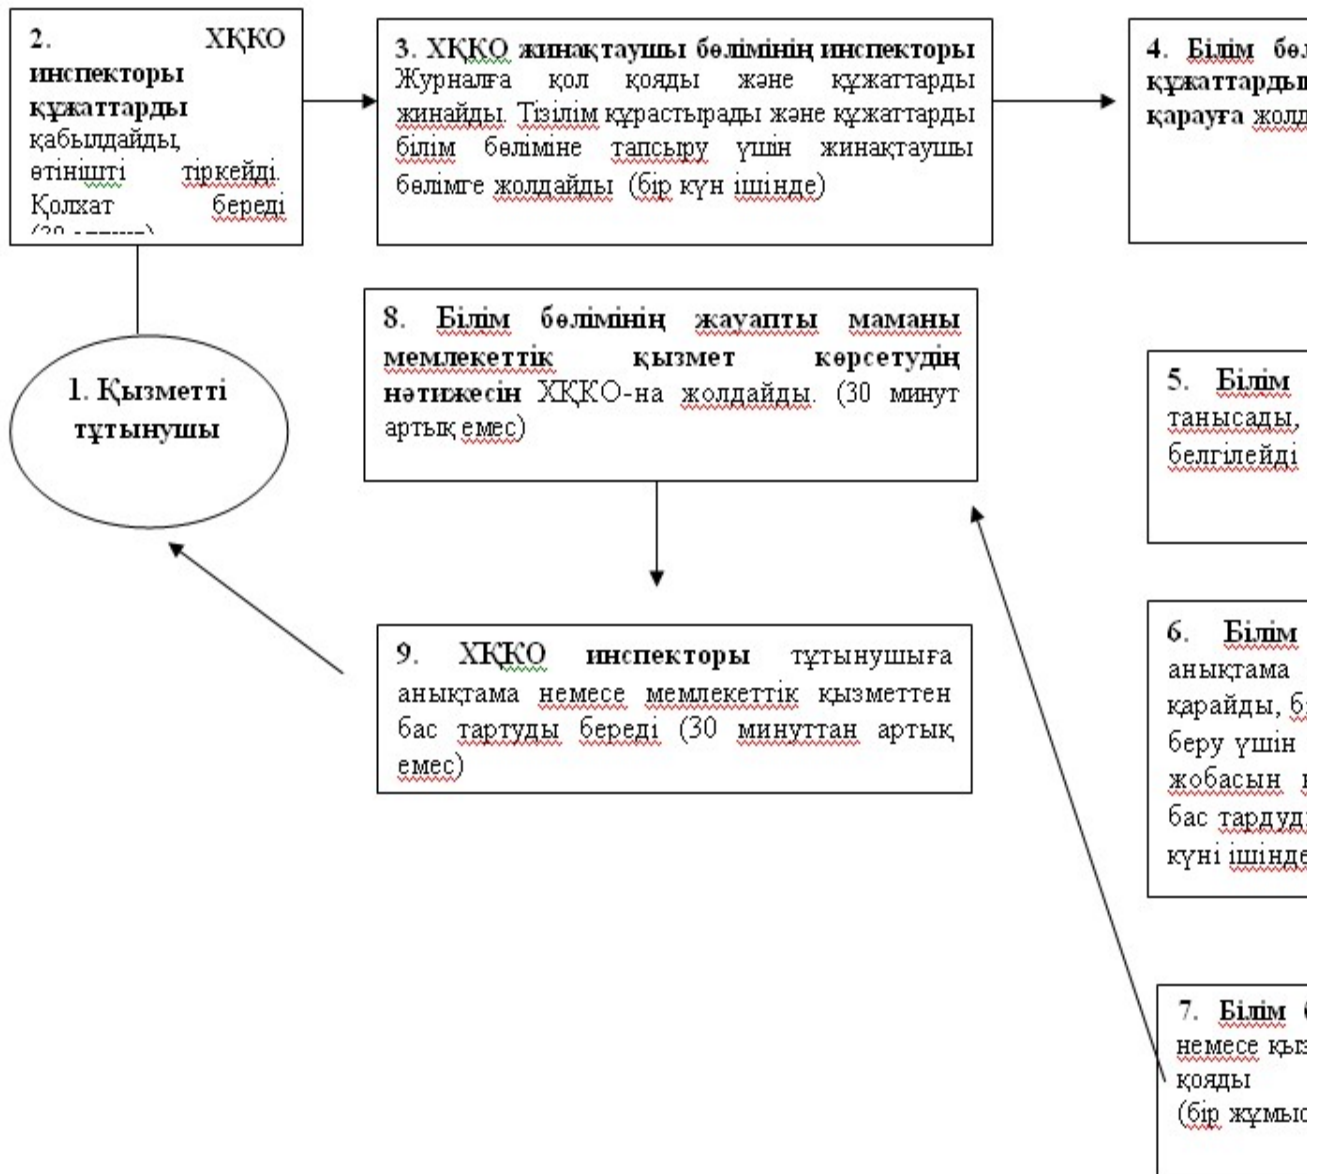 2. ХҚКО
инспекторы
құжаттарды
қабылдайды,
өтінішті тіркейді.
Қолхат береді
3. ХҚКО жинақтаушы бөлімінің инспекторы
Журналға қол қояды және құжаттарды
жинайды. Тізілім құрастырады және құжаттарды
білім бөліміне тапсыру үшін жинақтаушы
бөлімге жолдайды (бір күн ішінде)
4. Білім
құжаттарды
қарауға
1. Қызметті
тұтынушы
8. Білім бөлімінің жауапты маманы
мемлекеттік қызмет көрсетудің
нәтижесін ХҚКО-на жолдайды. (30 минут
артық емес)
5. Білім
танысады,
белгілейді
9. ХҚКО инспекторы тұтынушыға
анықтама немесе мемлекеттік қызметтен
бас тартуды береді (30 минуттан артық
емес)
6. Білім
анықтама
қарайды,
беру үшін
жобасын
бас
күні ішінде
7. Білім
немесе
қояды
(бір